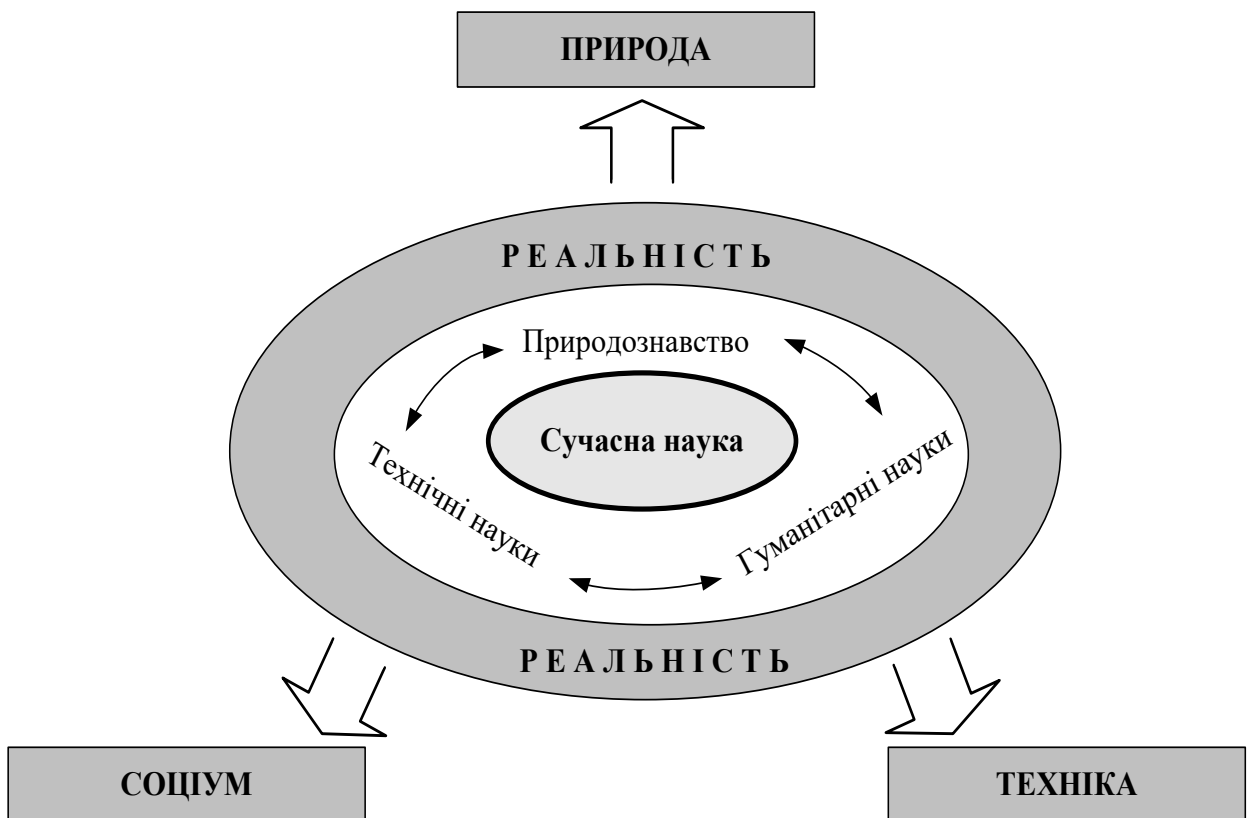 ПРИРОДА
Р Е А Л Ь Н І С Т Ь
Природознавство
Сучасна наука
Технічні науки
Гуманітарні науки
Р Е А Л Ь Н І С Т Ь
СОЦІУМ
ТЕХНІКА